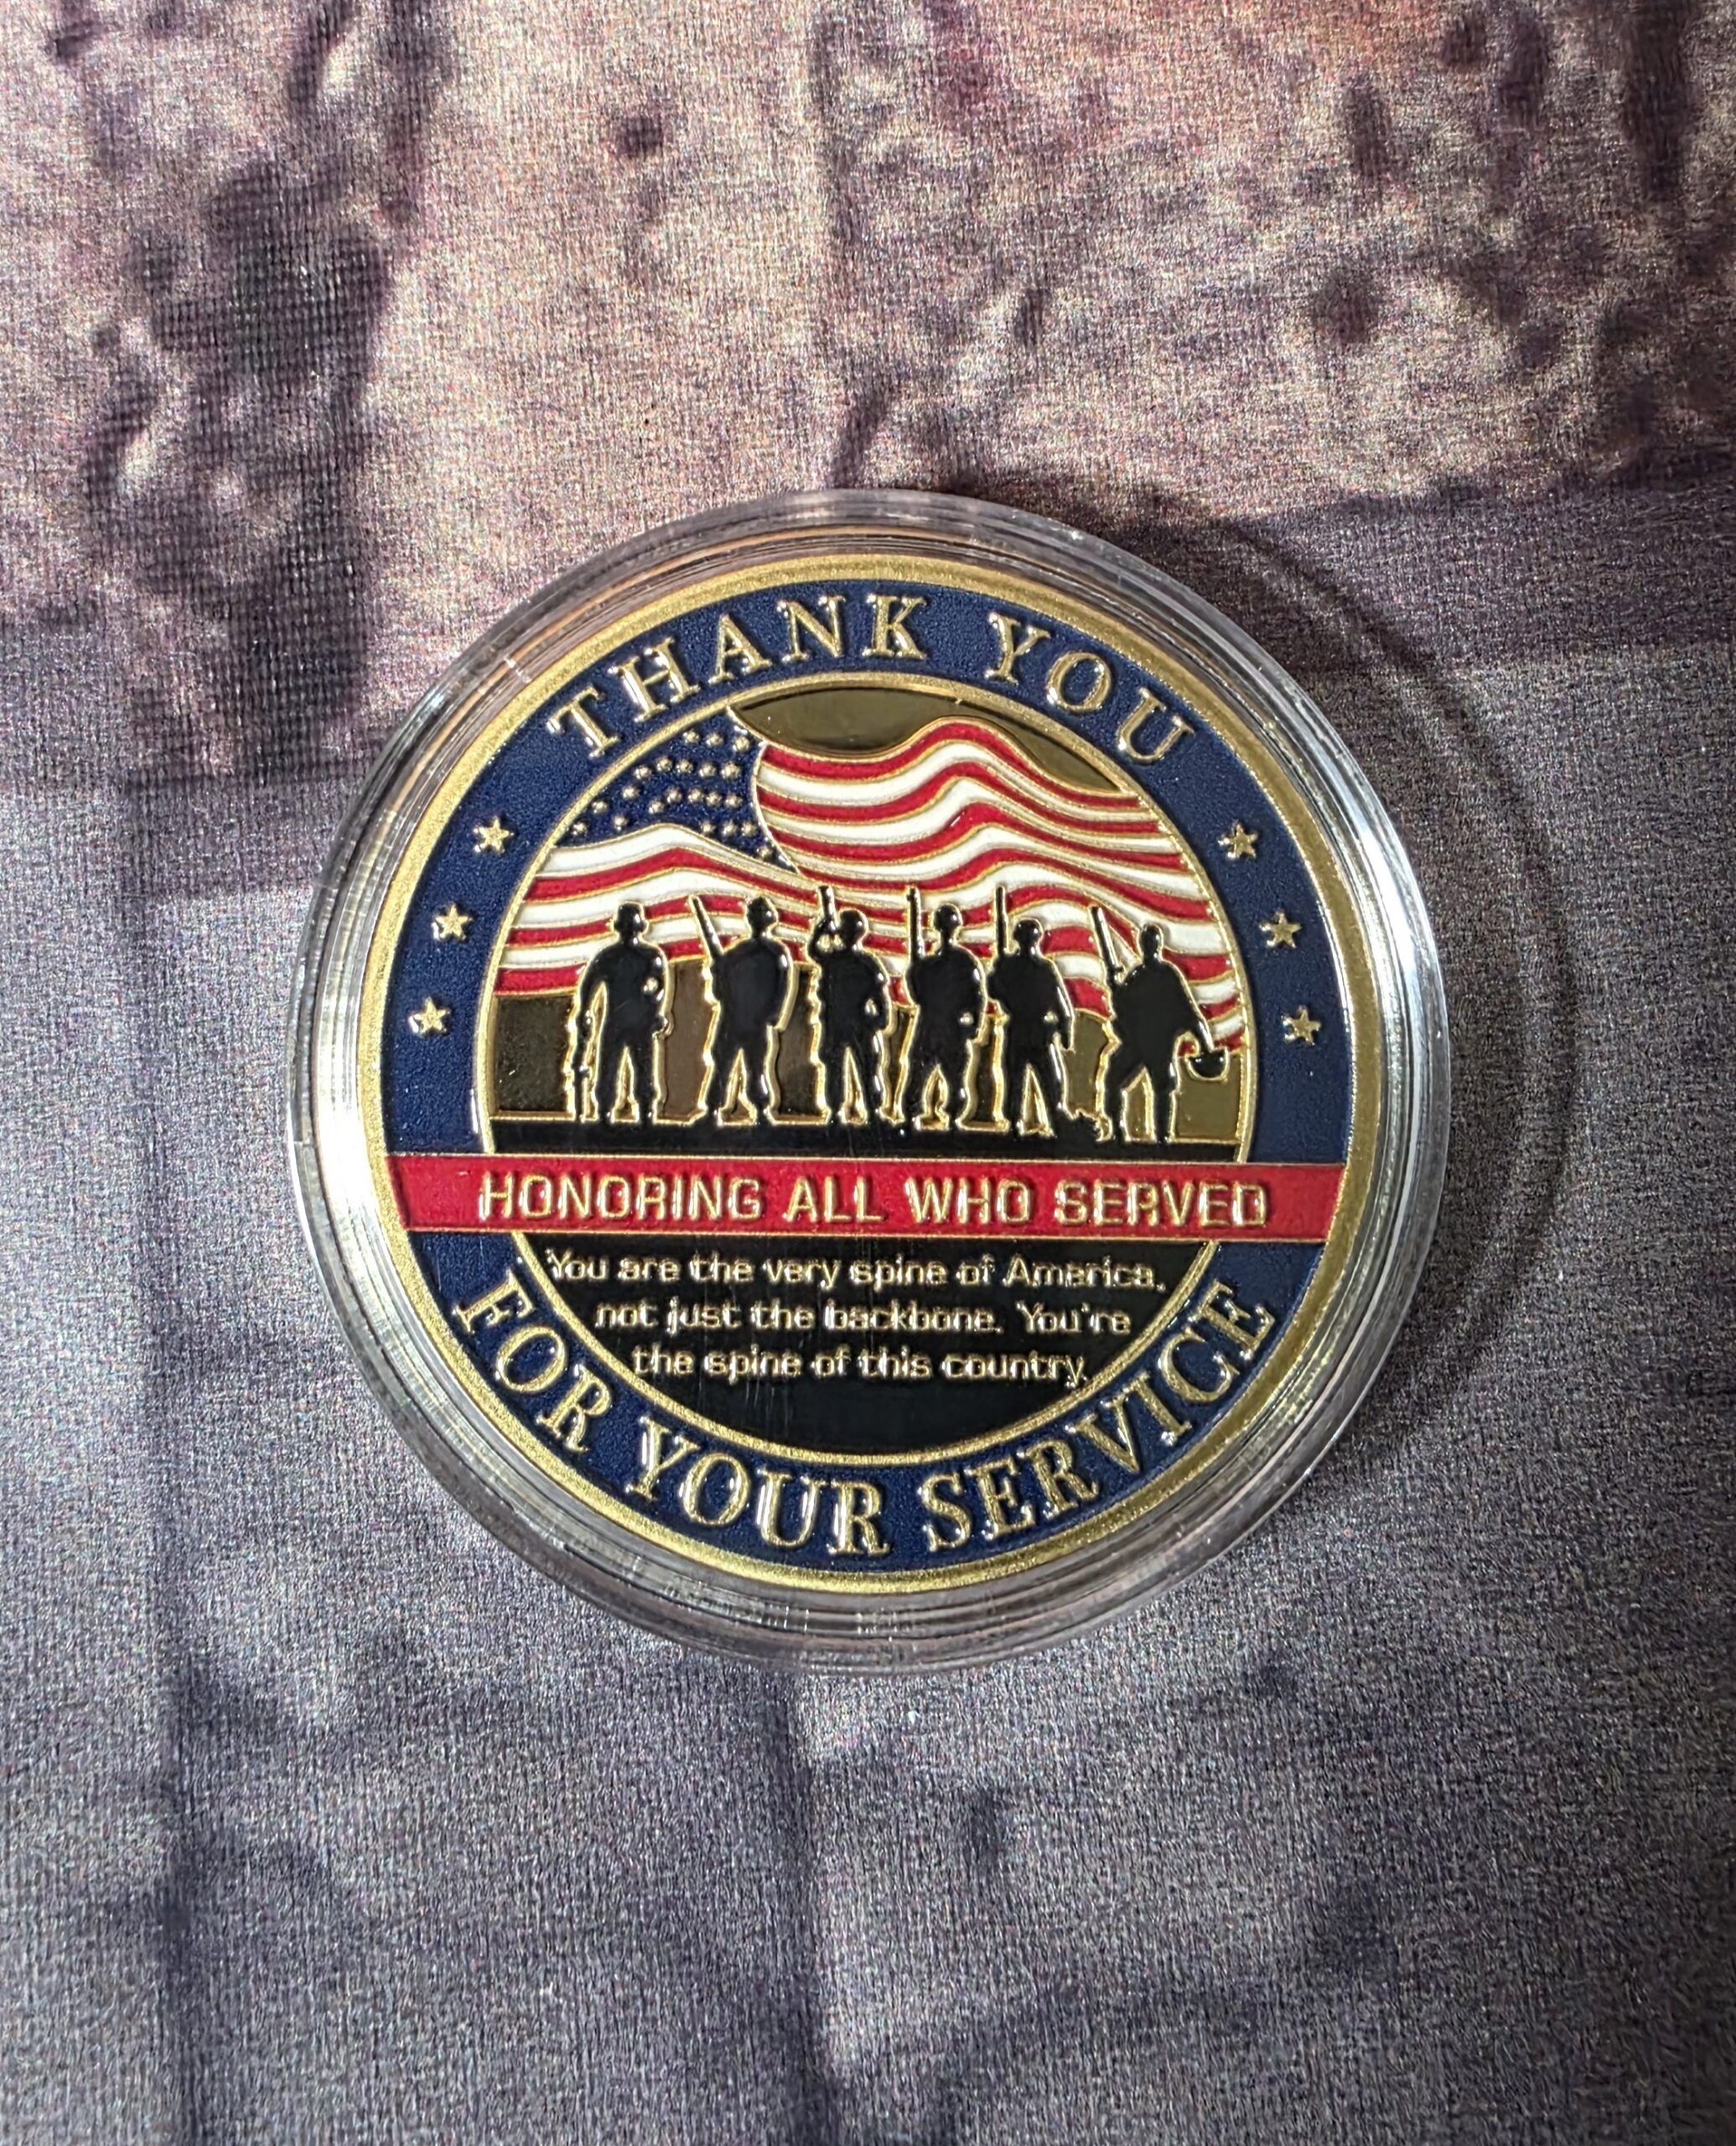 THANK YOU
HONORING ALL WHO SERVED
You are the very spine of America,
not just the backbone. You're
the spine of this country.
FOR YOUR SERVICE